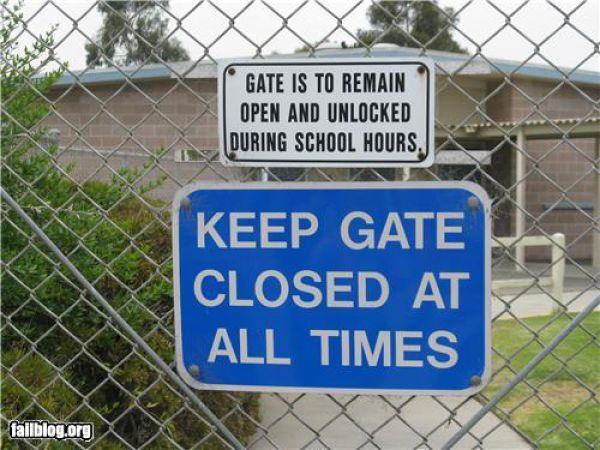 GATE IS TO REMAIN
OPEN AND UNLOCKED
DURING SCHOOL HOURS.
KEEP GATE
CLOSED AT
ALL TIMES
failblog.org